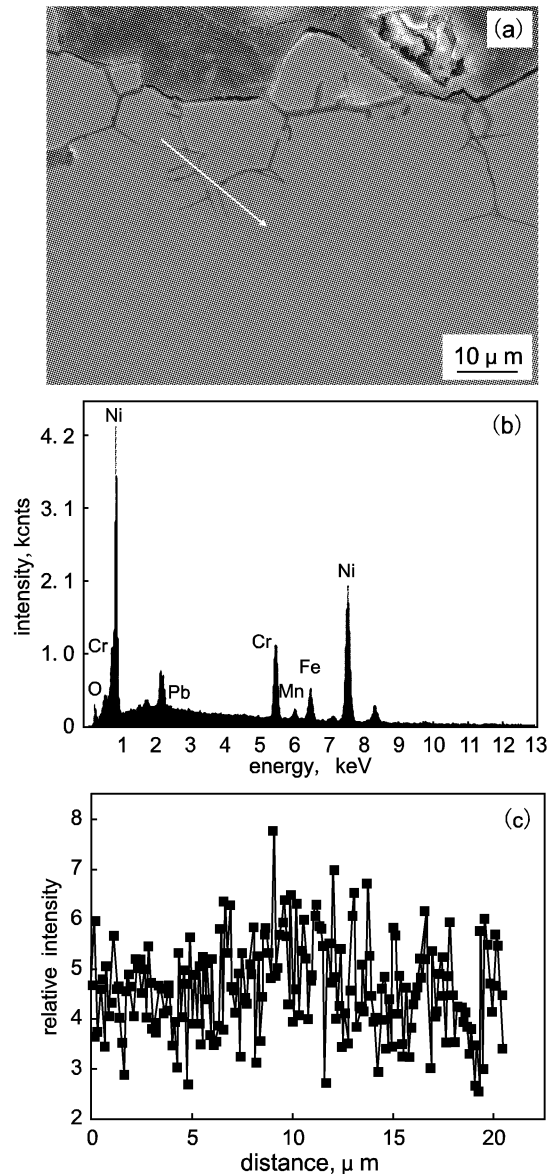 (a)
10 μ m
(b)
Ni
4. 2
3. 1
2. 1
1. 0
0
intensity, kcnts
Cr
O
Pb
Cr
Mn
Fe
Ni
1 2 3 4 5 6 7 8 9 10 11 12 13
energy, keV
(c)
8
7
6
5
4
3
2
relative intensity
0 5 10 15 20
distance, μ m